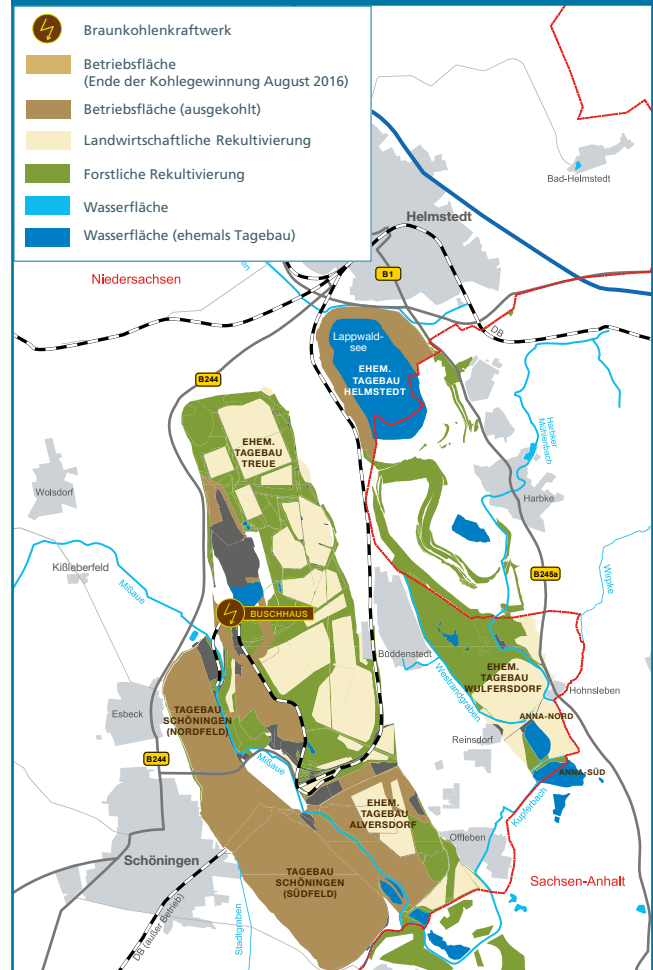 Braunkohlenkraftwerk
Betriebsfläche
(Ende der Kohlegewinnung August 2016)
Betriebsfläche (ausgekohlt)
Landwirtschaftliche Rekultivierung
Forstliche Rekultivierung
Wasserfläche
Wasserfläche (ehemals Tagebau)
Bad-Helmstedt
Helmstedt
Niedersachsen
B1
DB
Lappwald-
see
EHEM.
TAGEBAU
HELMSTEDT
B244
Harbker
Mühlenbach
EHEM.
TAGEBAU
TREUE
Wolsdorf
Harbke
Kißleberfeld
Mißaue
B245a
Wirpke
BUSCHHAUS
Büddenstedt
Westrandgraben
EHEM.
TAGEBAU
WULFERSDORF
Hohnsleben
Esbeck
TAGEBAU
SCHÖNINGEN
(NORDFELD)
ANNA-NORD
Reinsdorf
B244
Mißaue
ANNA-SÜD
Kupferbach
EHEM.
TAGEBAU
ALVERSDORF
Offleben
Schöningen
TAGEBAU
SCHÖNINGEN
(SÜDFELD)
Sachsen-Anhalt
Stadtgraben
DB (außer Betrieb)